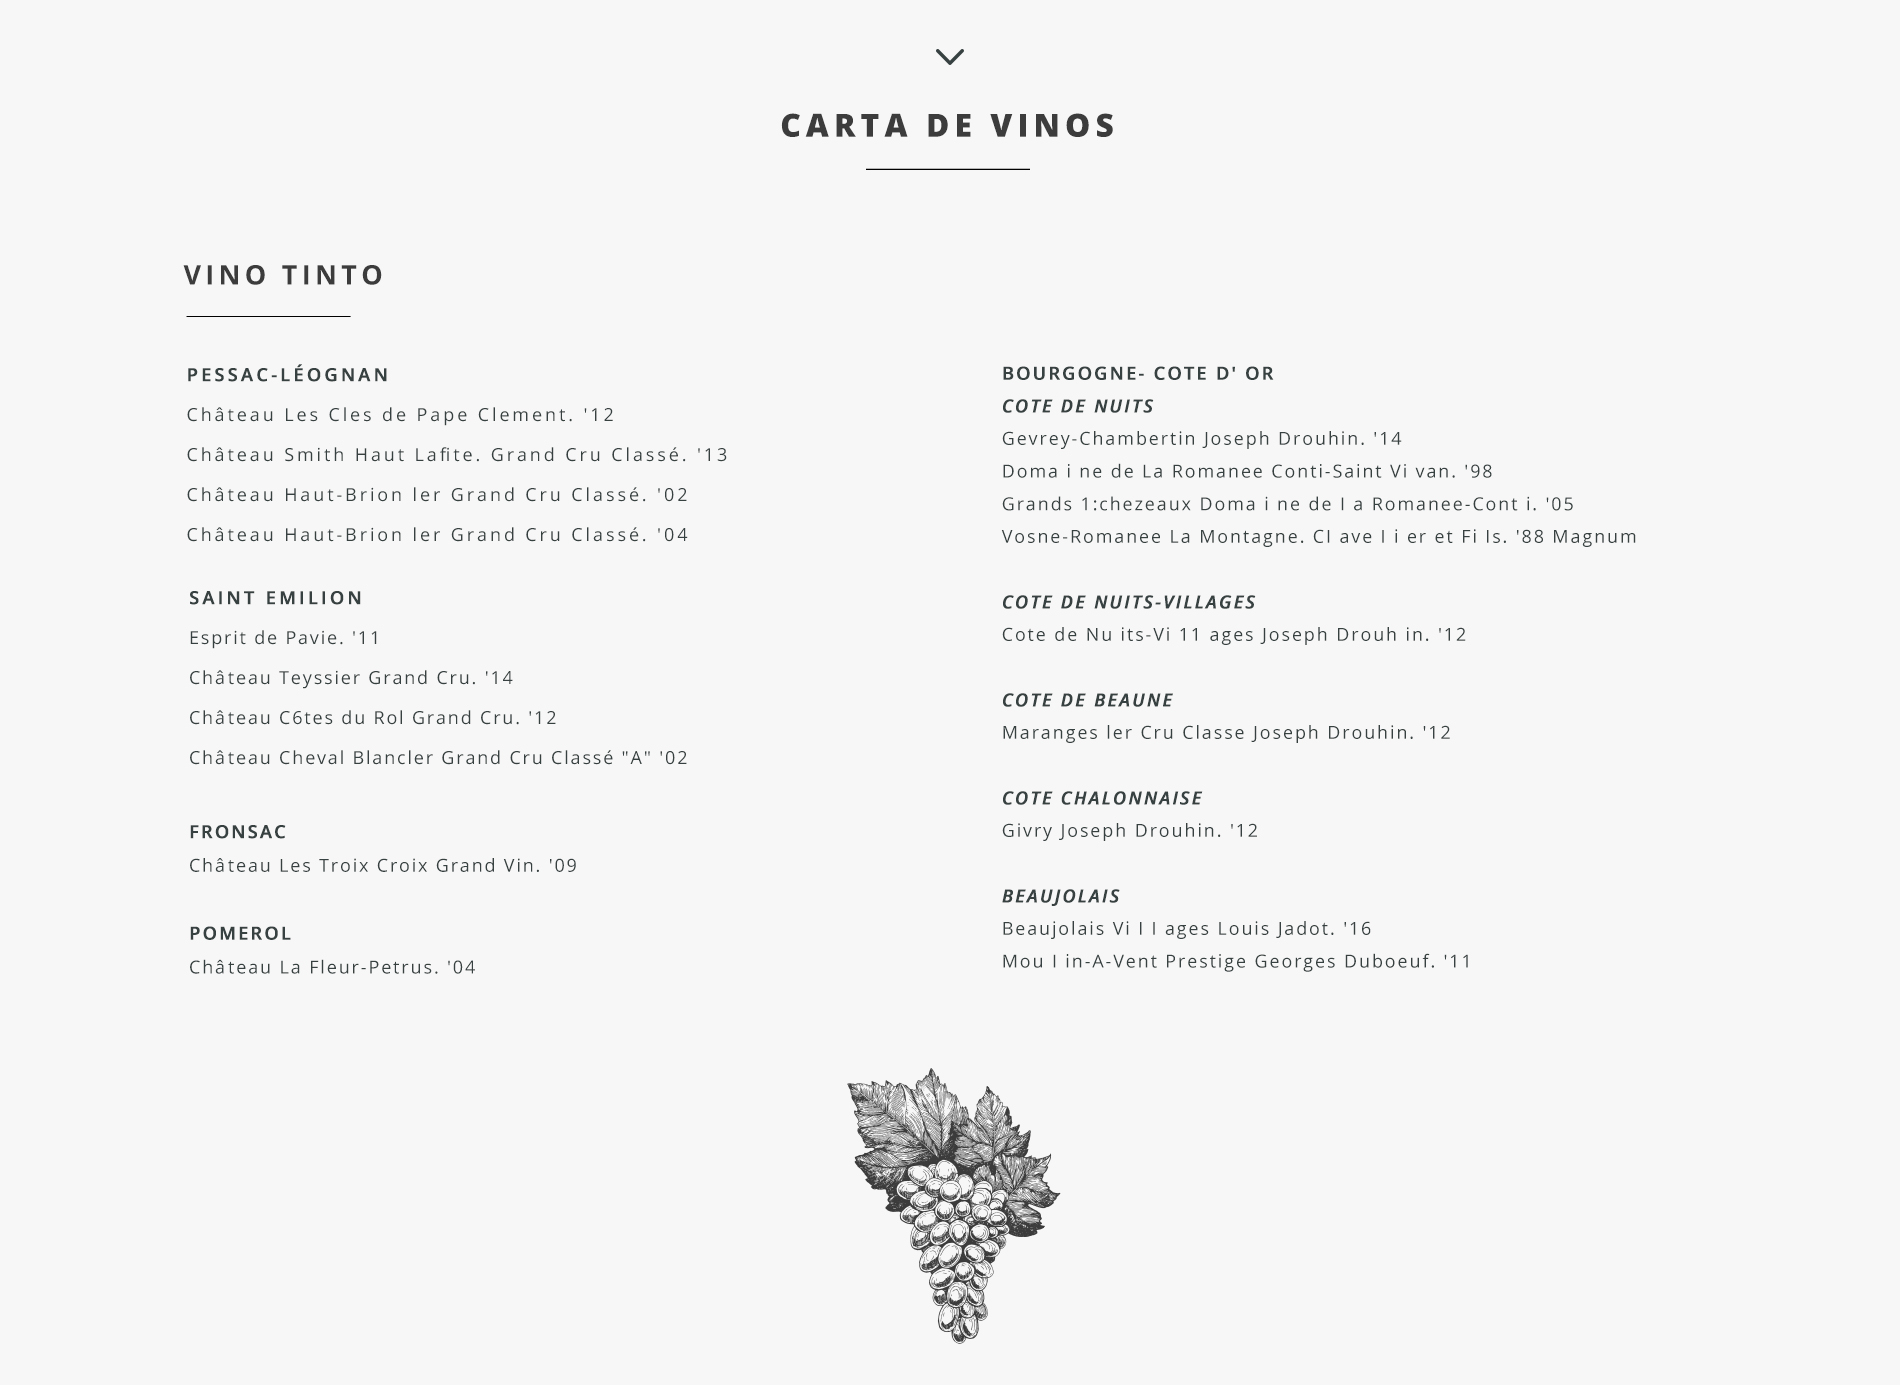 CARTA DE VINOS
VINO TINTO
PESSAC-LÉOGNAN
Château Les Cles de Pape Clement. '12
Château Smith Haut Lafite. Grand Cru Classé. '13
Château Haut-Brion ler Grand Cru Classé. '02
Château Haut-Brion ler Grand Cru Classé. '04
SAINT EMILION
Esprit de Pavie. '11
Château Teyssier Grand Cru. '14
Château C6tes du Rol Grand Cru. '12
Château Cheval Blancler Grand Cru Classé "A" '02
FRONSAC
Château Les Troix Croix Grand Vin. '09
POMEROL
Château La Fleur-Petrus. '04
BOURGOGNE- COTE D' OR
COTE DE NUITS
Gevrey-Chambertin Joseph Drouhin. '14
Doma i ne de La Romanee Conti-Saint Vi van. '98
Grands 1:chezeaux Doma i ne de I a Romanee-Cont i. '05
Vosne-Romanee La Montagne. CI ave I i er et Fi Is. '88 Magnum
COTE DE NUITS-VILLAGES
Cote de Nu its-Vi 11 ages Joseph Drouh in. '12
COTE DE BEAUNE
Maranges ler Cru Classe Joseph Drouhin. '12
COTE CHALONNAISE
Givry Joseph Drouhin. '12
BEAUJOLAIS
Beaujolais Vi I I ages Louis Jadot. '16
Mou I in-A-Vent Prestige Georges Duboeuf. '11